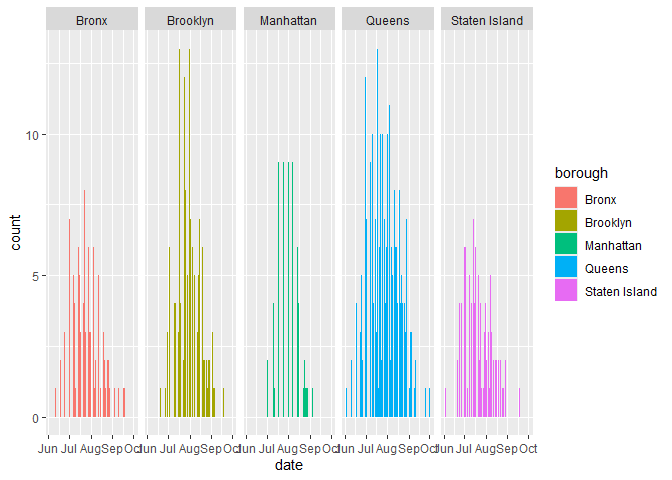 Bronx Brooklyn Manhattan Queens Staten Island
10
5
0
count
Jun Jul Aug Sep Oct Jun Jul Aug Sep Oct Jun Jul Aug Sep Oct Jun Jul Aug Sep Oct Jun Jul Aug Sep Oct
date
borough
Bronx
Brooklyn
Manhattan
Queens
Staten Island